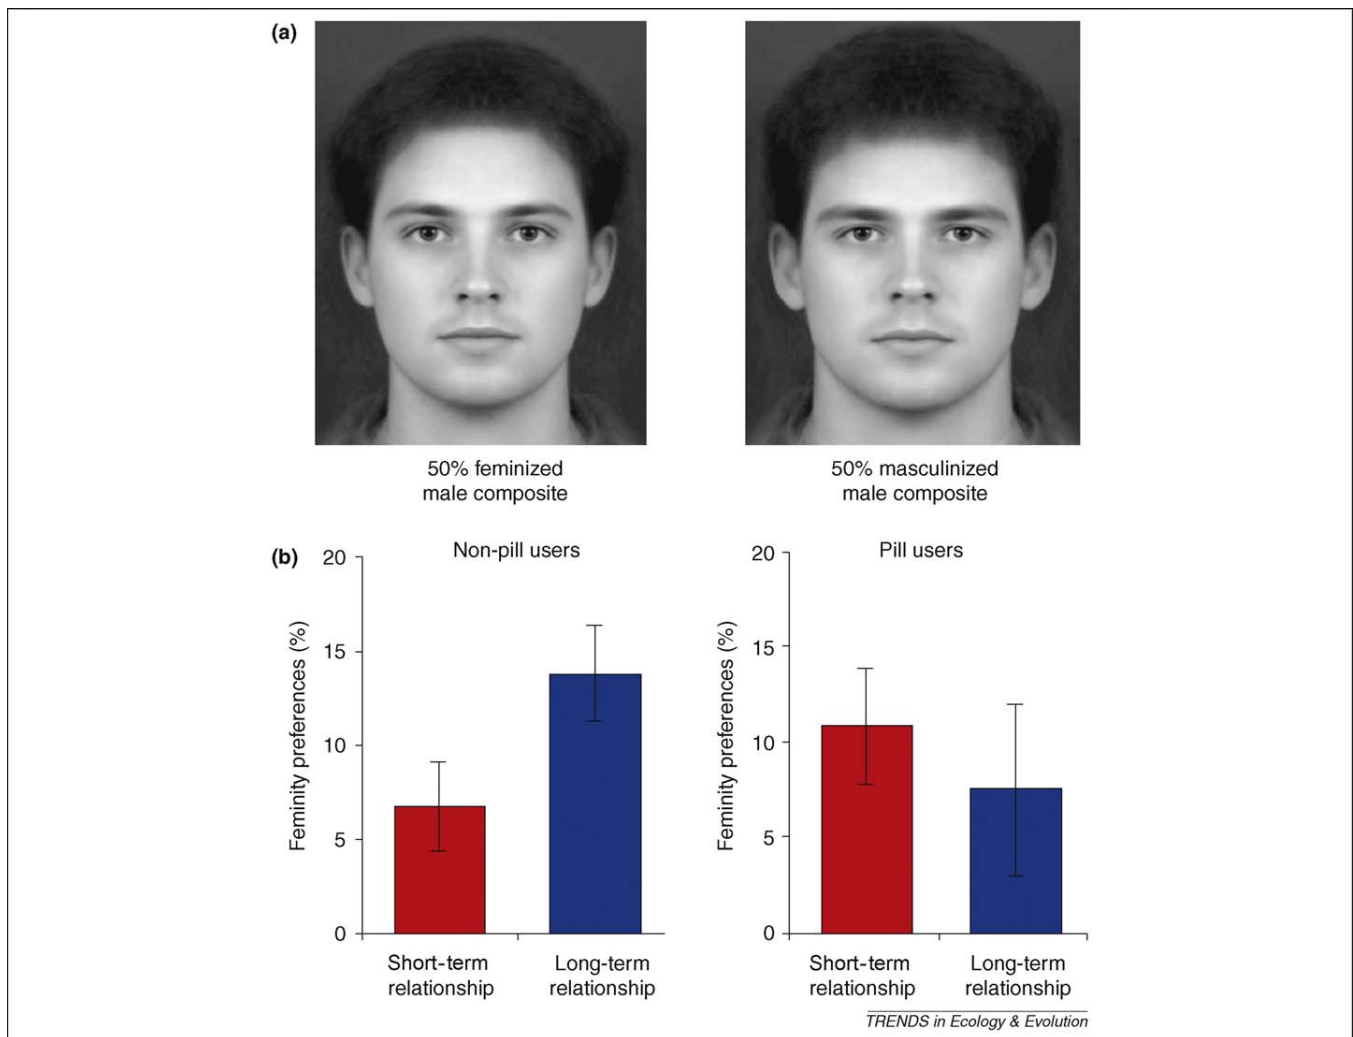 (a)
50% feminized
male composite
50% masculinized
male composite
(b)
Non-pill users
Feminity preferences (%)
20
15
10
5
0
Short-term
relationship
Long-term
relationship
Pill users
Feminity preferences (%)
20
15
10
5
0
Short-term
relationship
Long-term
relationship
TRENDS in Ecology & Evolution